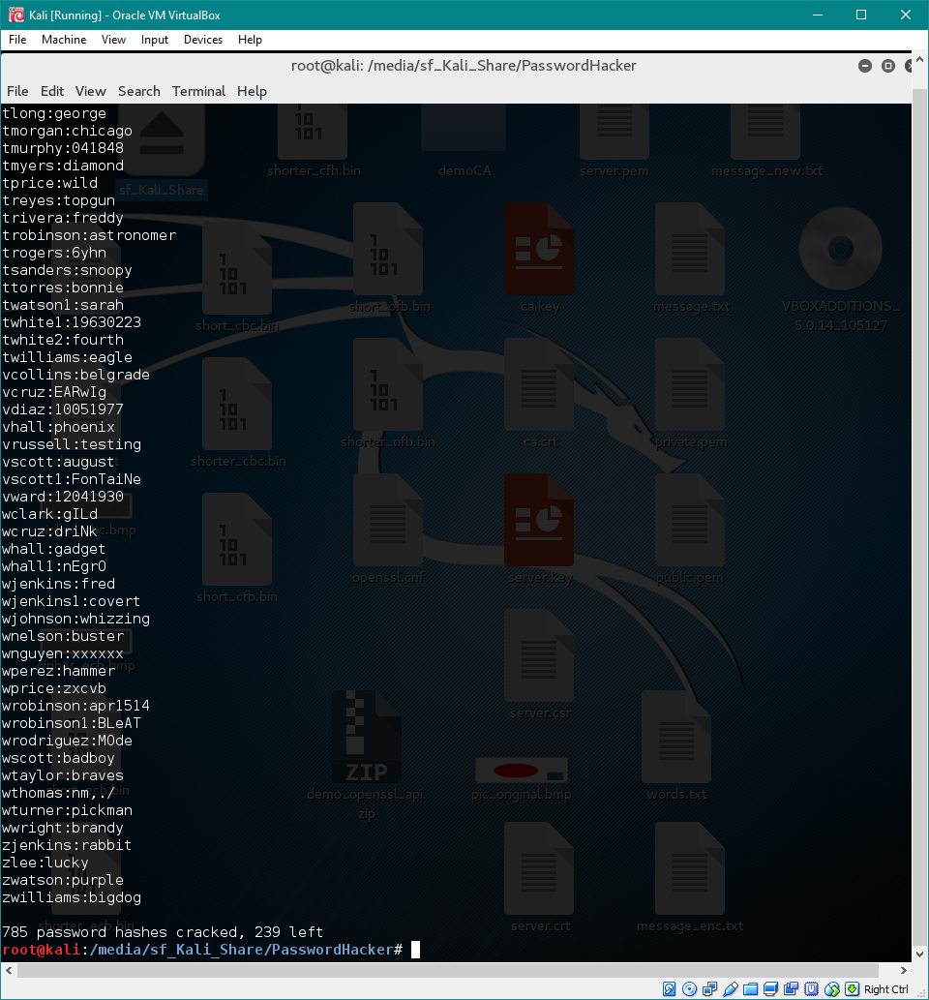 Kali [Running] - Oracle VM VirtualBox
File Machine View Input Devices Help
root@kali: /media/sf_Kali_Share/PasswordHacker
File Edit View Search Terminal Help
tlong:george
tmorgan:chicago
tmurphy:041848
tmyers:diamond
tprice:wild
treyes:topgun
trivera:freddy
trobinson:astronomer
trogers:6yhn
tsanders:snoopy
ttorres:bonnie
twatson1:sarah
twhite1:19630223
twhite2:fourth
twilliams:eagle
vcollins:belgrade
vcruz:EARwIg
vdiaz:10051977
vhall:phoenix
vrussell:testing
vscott:august
vscott1:FonTaiNe
vward:12041930
wclark:gILd
wcruz:driNk
whall:gadget
whall1:nEgrO
wjenkins:fred
wjenkins1:covert
wjohnson:whizzing
wnelson:buster
wnguyen:xxxxxx
wperez:hammer
wprice:zxcvb
wrobinson:apr1514
wrobinson1:BLeAT
wrodriguez:MOde
wscott:badboy
wtaylor:braves
wthomas:nm,./
wturner:pickman
wwright:brandy
zjenkins:rabbit
zlee:lucky
zwatson:purple
zwilliams:bigdog
785 password hashes cracked, 239 left
root@kali:/media/sf_Kali_Share/PasswordHacker#
shorter_cfb.bin
demoCA
server.pem
message_new.txt
sf_Kali_Share
short_cbc.bin
short_ofb.bin
ca.key
message.txt
VBOXADDITIONS_
5.0.14_105127
shorter_cbc.bin
shorter_ofb.bin
ca.crt
private.pem
short_cfb.bin
openssl.cnf
server.key
public.pem
server.csr
ZIP
demo_openssl_api.
zip
pic_original.bmp
words.txt
shorter_ecb.bin
server.crt
message_enc.txt
Right Ctrl